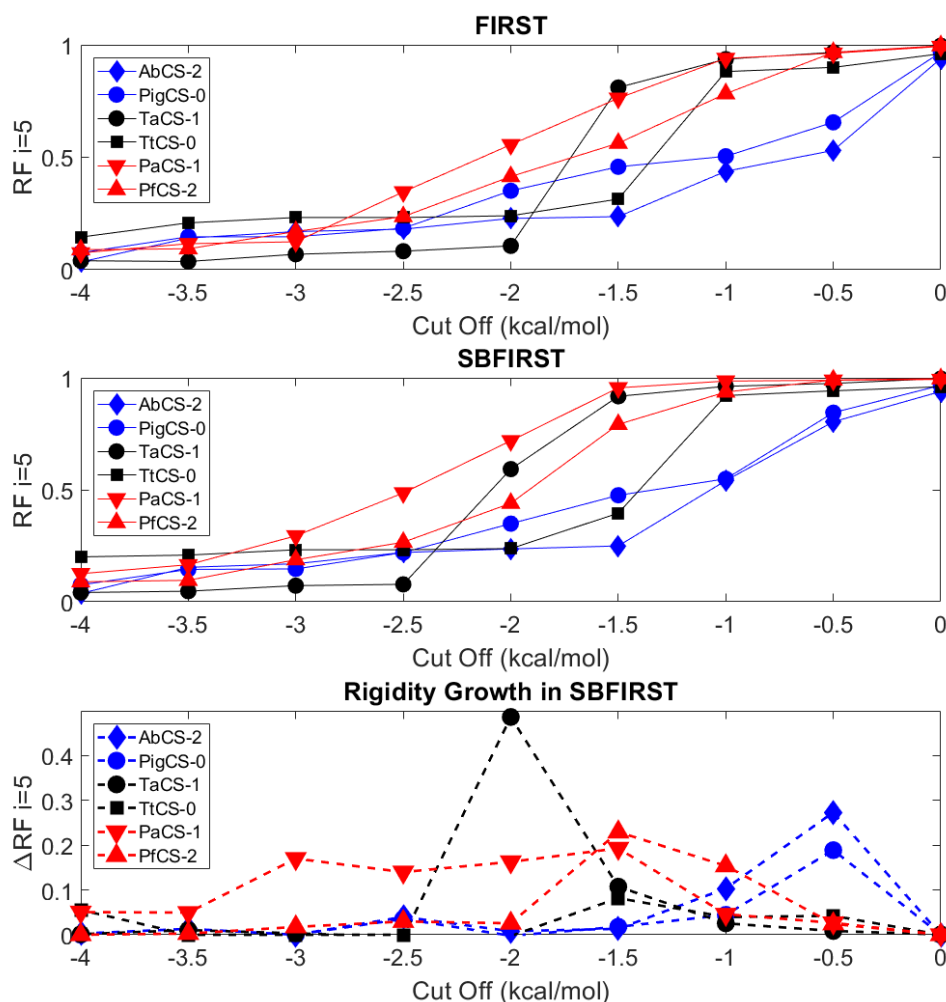 FIRST
1
0.5
0
RF i=5
AbCS-2
PigCS-0
TaCS-1
TtCS-0
PaCS-1
PfCS-2
-4 -3.5 -3 -2.5 -2 -1.5 -1 -0.5 0
Cut Off (kcal/mol)
SBFIRST
1
0.5
0
RF i=5
AbCS-2
PigCS-0
TaCS-1
TtCS-0
PaCS-1
PfCS-2
-4 -3.5 -3 -2.5 -2 -1.5 -1 -0.5 0
Cut Off (kcal/mol)
Rigidity Growth in SBFIRST
0.4
0.3
0.2
0.1
0
ΔRF i=5
AbCS-2
PigCS-0
TaCS-1
TtCS-0
PaCS-1
PfCS-2
-4 -3.5 -3 -2.5 -2 -1.5 -1 -0.5 0
Cut Off (kcal/mol)